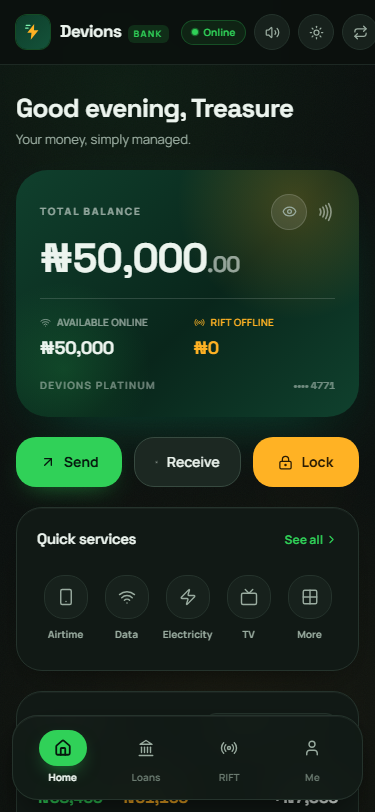 Devions BANK Online
Good evening, Treasure
Your money, simply managed.
TOTAL BALANCE
₦50,000.00
AVAILABLE ONLINE RIFT OFFLINE
₦50,000 ₦0
DEVIONS PLATINUM •••• 4771
Send Receive Lock
Quick services See all
Airtime Data Electricity TV More
Home Loans RIFT Me